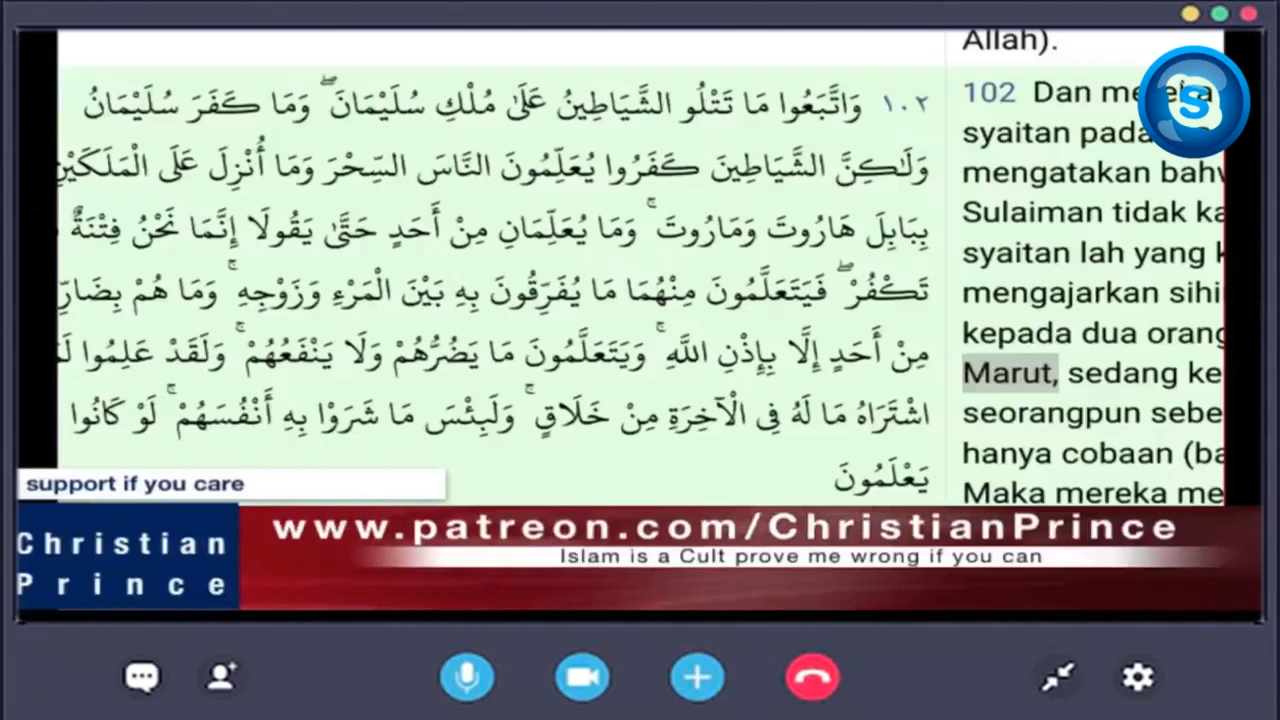 Allah).
١٠٢ وَاتَّبَعُوا مَا تَتْلُو الشَّيَاطِينُ عَلَىٰ مُلْكِ سُلَيْمَانَ ۖ وَمَا كَفَرَ سُلَيْمَانُ
وَلَٰكِنَّ الشَّيَاطِينَ كَفَرُوا يُعَلِّمُونَ النَّاسَ السِّحْرَ وَمَا أُنْزِلَ عَلَى الْمَلَكَيْنِ
بِبَابِلَ هَارُوتَ وَمَارُوتَ ۚ وَمَا يُعَلِّمَانِ مِنْ أَحَدٍ حَتَّىٰ يَقُولَا إِنَّمَا نَحْنُ فِتْنَةٌ
تَكْفُرْ ۖ فَيَتَعَلَّمُونَ مِنْهُمَا مَا يُفَرِّقُونَ بِهِ بَيْنَ الْمَرْءِ وَزَوْجِهِ ۚ وَمَا هُمْ بِضَارِّ
مِنْ أَحَدٍ إِلَّا بِإِذْنِ اللَّهِ ۚ وَيَتَعَلَّمُونَ مَا يَضُرُّهُمْ وَلَا يَنْفَعُهُمْ ۚ وَلَقَدْ عَلِمُوا
اشْتَرَاهُ مَا لَهُ فِي الْآخِرَةِ مِنْ خَلَاقٍ ۚ وَلَبِئْسَ مَا شَرَوْا بِهِ أَنْفُسَهُمْ ۚ لَوْ كَانُوا
يَعْلَمُونَ
102 Dan mereka
syaitan pada
mengatakan bahw
Sulaiman tidak ka
syaitan lah yang k
mengajarkan sihi
kepada dua orang
Marut, sedang ke
seorangpun sebe
hanya cobaan (ba
Maka mereka me
support if you care
Christian
Prince
www.patreon.com/ChristianPrince
Islam is a Cult prove me wrong if you can